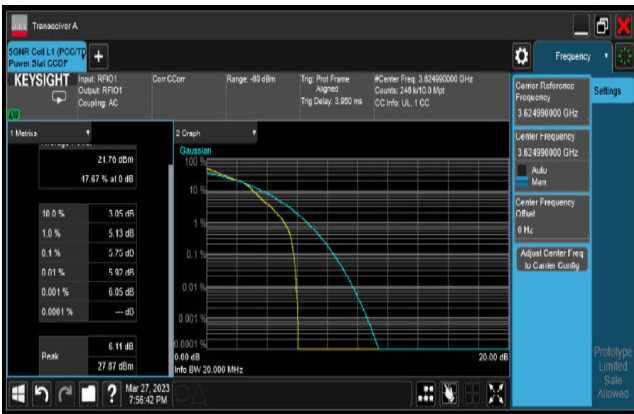 Transceiver A
5GNR Cell L1 (PCC/TD
Power Stat CCDF
+
Frequency
KEYSIGHT
Input: RFIO1
Output: RFIO1
Coupling: AC
Corr CCorr
Range: -60 dBm
Trig: Prot Frame
Aligned
Trig Delay: 3.950 ms
#Center Freq: 3.624990000 GHz
Counts: 248 k/10.0 Mpt
CC Info: UL, 1 CC
Carrier Reference
Frequency
3.624990000 GHz
Settings
1 Metrics
2 Graph
Center Frequency
3.624990000 GHz
Auto
Man
Center Frequency
Offset
0 Hz
Adjust Center Freq
to Carrier Config
21.76 dBm
47.67 % at 0 dB
10.0 % 3.05 dB
1.0 % 5.13 dB
0.1 % 5.75 dB
0.01 % 5.92 dB
0.001 % 6.05 dB
0.0001 % --- dB
Peak
6.11 dB
27.87 dBm
Gaussian
100 %
10 %
1 %
0.1 %
0.01 %
0.001 %
0.0001 %
0.00 dB
20.00 dB
Info BW 20.000 MHz
Prototype
Limited
Sale
Allowed
?
Mar 27, 2023
7:56:42 PM